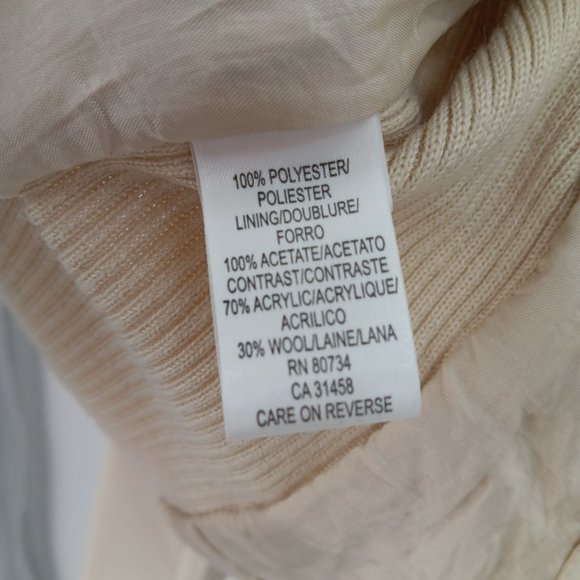 100% POLYESTER/
POLIESTER
LINING/DOUBLURE/
FORRO
100% ACETATE/ACETATO
CONTRAST/CONTRASTE
70% ACRYLIC/ACRYLIQUE/
ACRILICO
30% WOOL/LAINE/LANA
RN 80734
CA 31458
CARE ON REVERSE